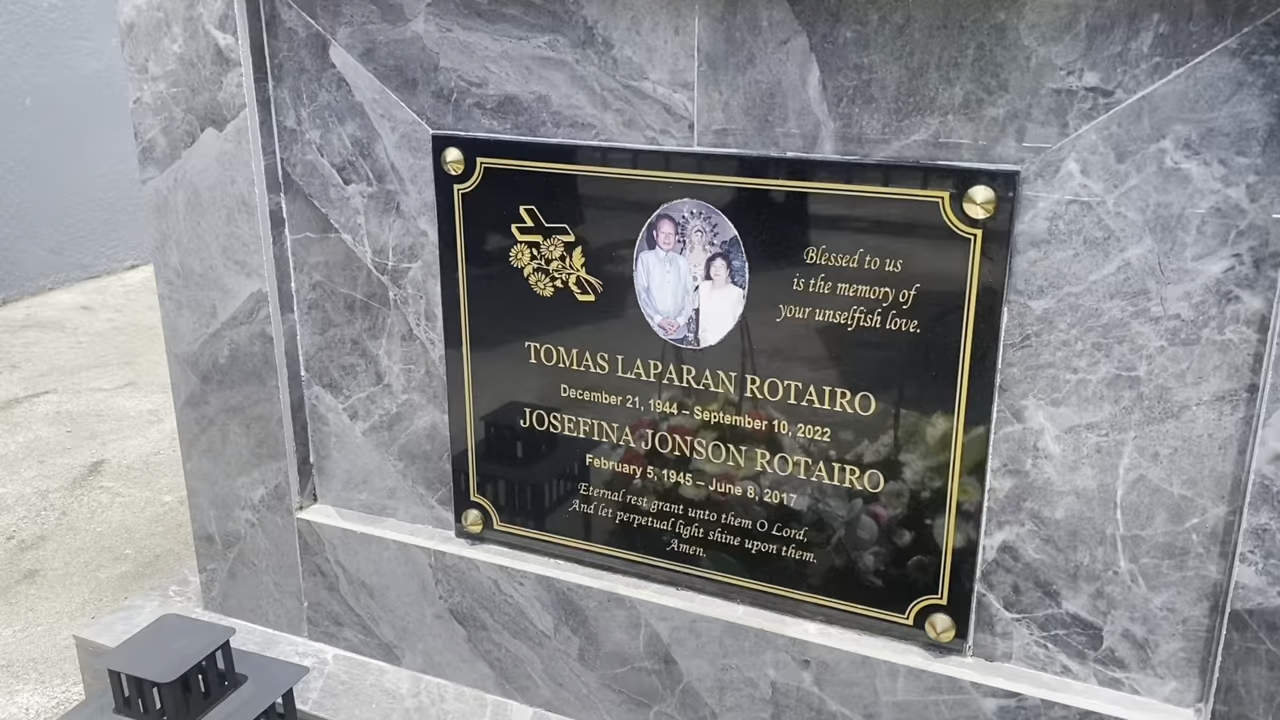 Blessed to us
is the memory of
your unselfish love.
TOMAS LAPARAN ROTAIRO
December 21, 1944 – September 10, 2022
JOSEFINA JONSON ROTAIRO
February 5, 1945 – June 8, 2017
Eternal rest grant unto them O Lord,
And let perpetual light shine upon them,
Amen.